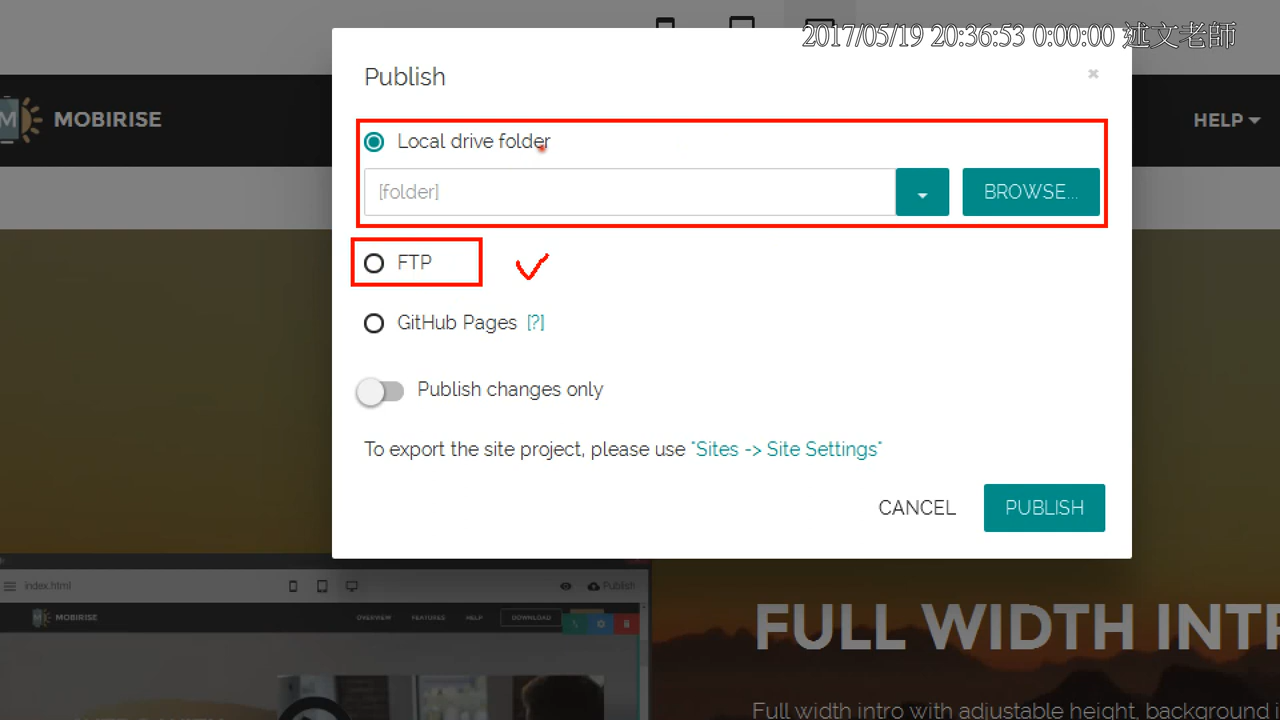 2017/05/19 20:36:53 0:00:00 述文老師
Publish
MOBIRISE
HELP
Local drive folder
[folder]
BROWSE...
FTP
GitHub Pages [?]
Publish changes only
To export the site project, please use "Sites -> Site Settings"
CANCEL
PUBLISH
index.html
Publish
MOBIRISE
OVERVIEW
FEATURES
HELP
DOWNLOAD
FULL WIDTH INT
Full width intro with adjustable height, background i